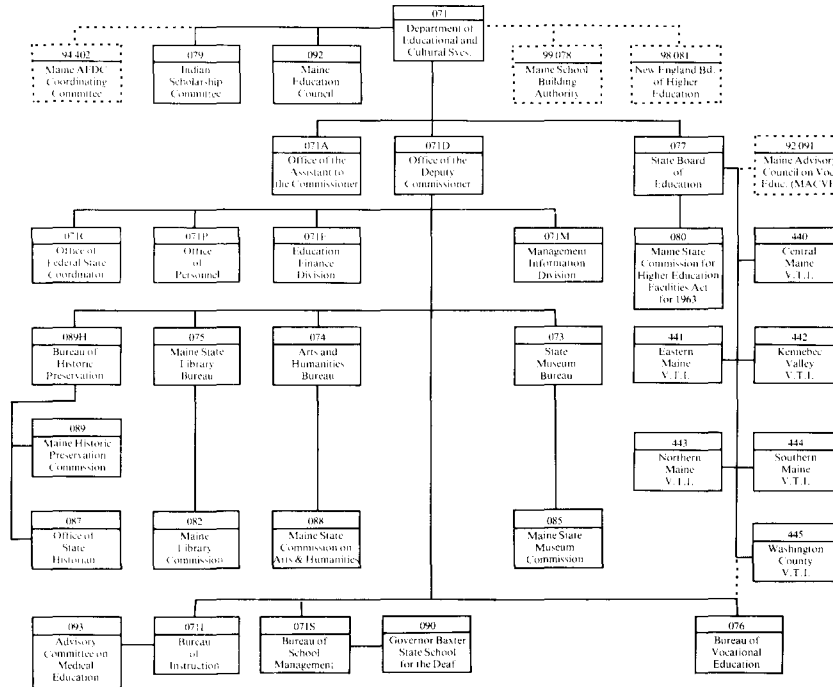 071
Department of
Educational and
Cultural Svcs.
94 402
Maine AFDC
Coordinating
Committee
079
Indian
Scholarship
Committee
092
Maine
Education
Council
99 078
Maine School
Building
Authority
98 081
New England Bd.
of Higher
Education
071A
Office of the
Assistant to
the Commissioner
071D
Office of the
Deputy
Commissioner
077
State Board
of
Education
92 091
Maine Advisory
Council on Voc
Educ. (MACVE
071C
Office of
Federal State
Coordinator
071P
Office
of
Personnel
071F
Education
Finance
Division
071M
Management
Information
Division
080
Maine State
Commission for
Higher Education
Facilities Act
for 1963
440
Central
Maine
V.T.I.
089H
Bureau of
Historic
Preservation
075
Maine State
Library
Bureau
074
Arts and
Humanities
Bureau
073
State
Museum
Bureau
441
Eastern
Maine
V.T.I.
442
Kennebec
Valley
V.T.I.
089
Maine Historic
Preservation
Commission
443
Northern
Maine
V.T.I.
444
Southern
Maine
V.T.I.
087
Office of
State
Historian
082
Maine
Library
Commission
088
Maine State
Commission on
Arts & Humanities
085
Maine State
Museum
Commission
445
Washington
County
V.T.I.
093
Advisory
Committee on
Medical
Education
071I
Bureau
of
Instruction
071S
Bureau of
School
Management
090
Governor Baxter
State School
for the Deaf
076
Bureau of
Vocational
Education